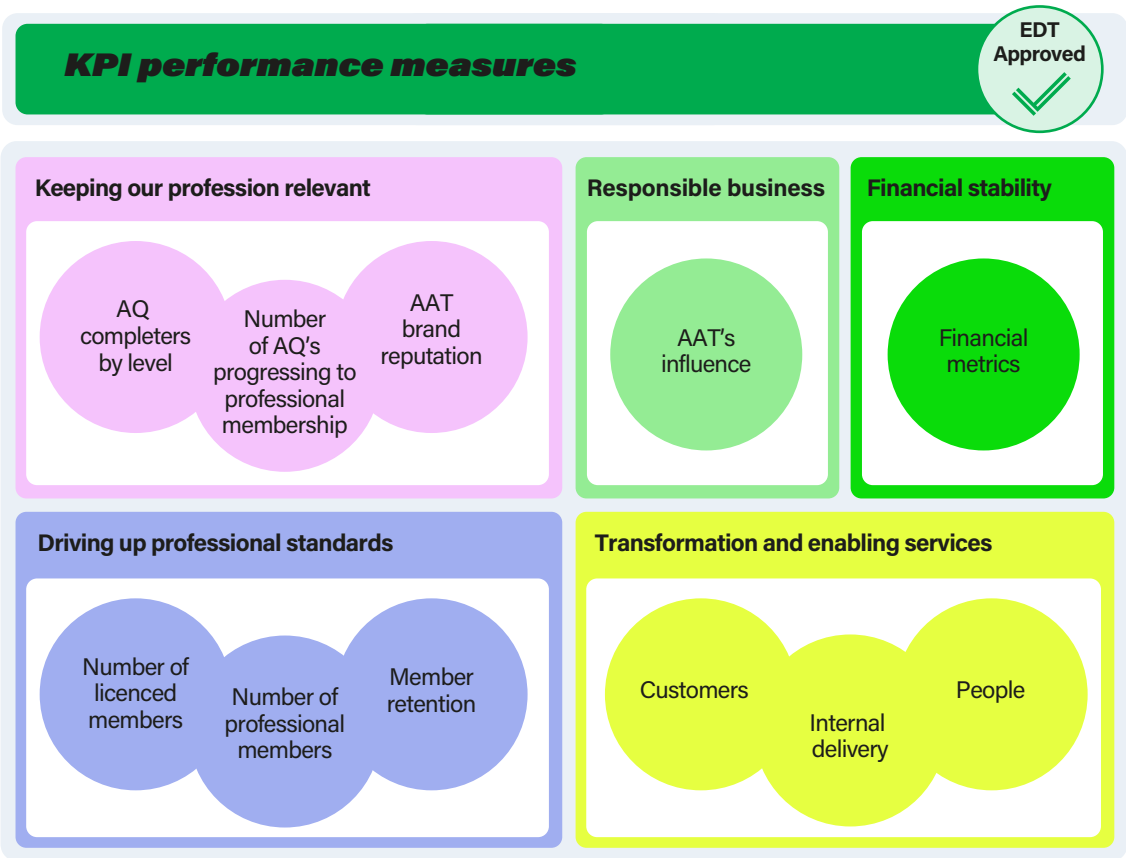 KPI performance measures
EDT
Approved
Keeping our profession relevant
AQ
completers
by level
Number
of AQ's
progressing to
professional
membership
AAT
brand
reputation
Responsible business
AAT's
influence
Financial stability
Financial
metrics
Driving up professional standards
Number of
licenced
members
Number of
professional
members
Member
retention
Transformation and enabling services
Customers
Internal
delivery
People